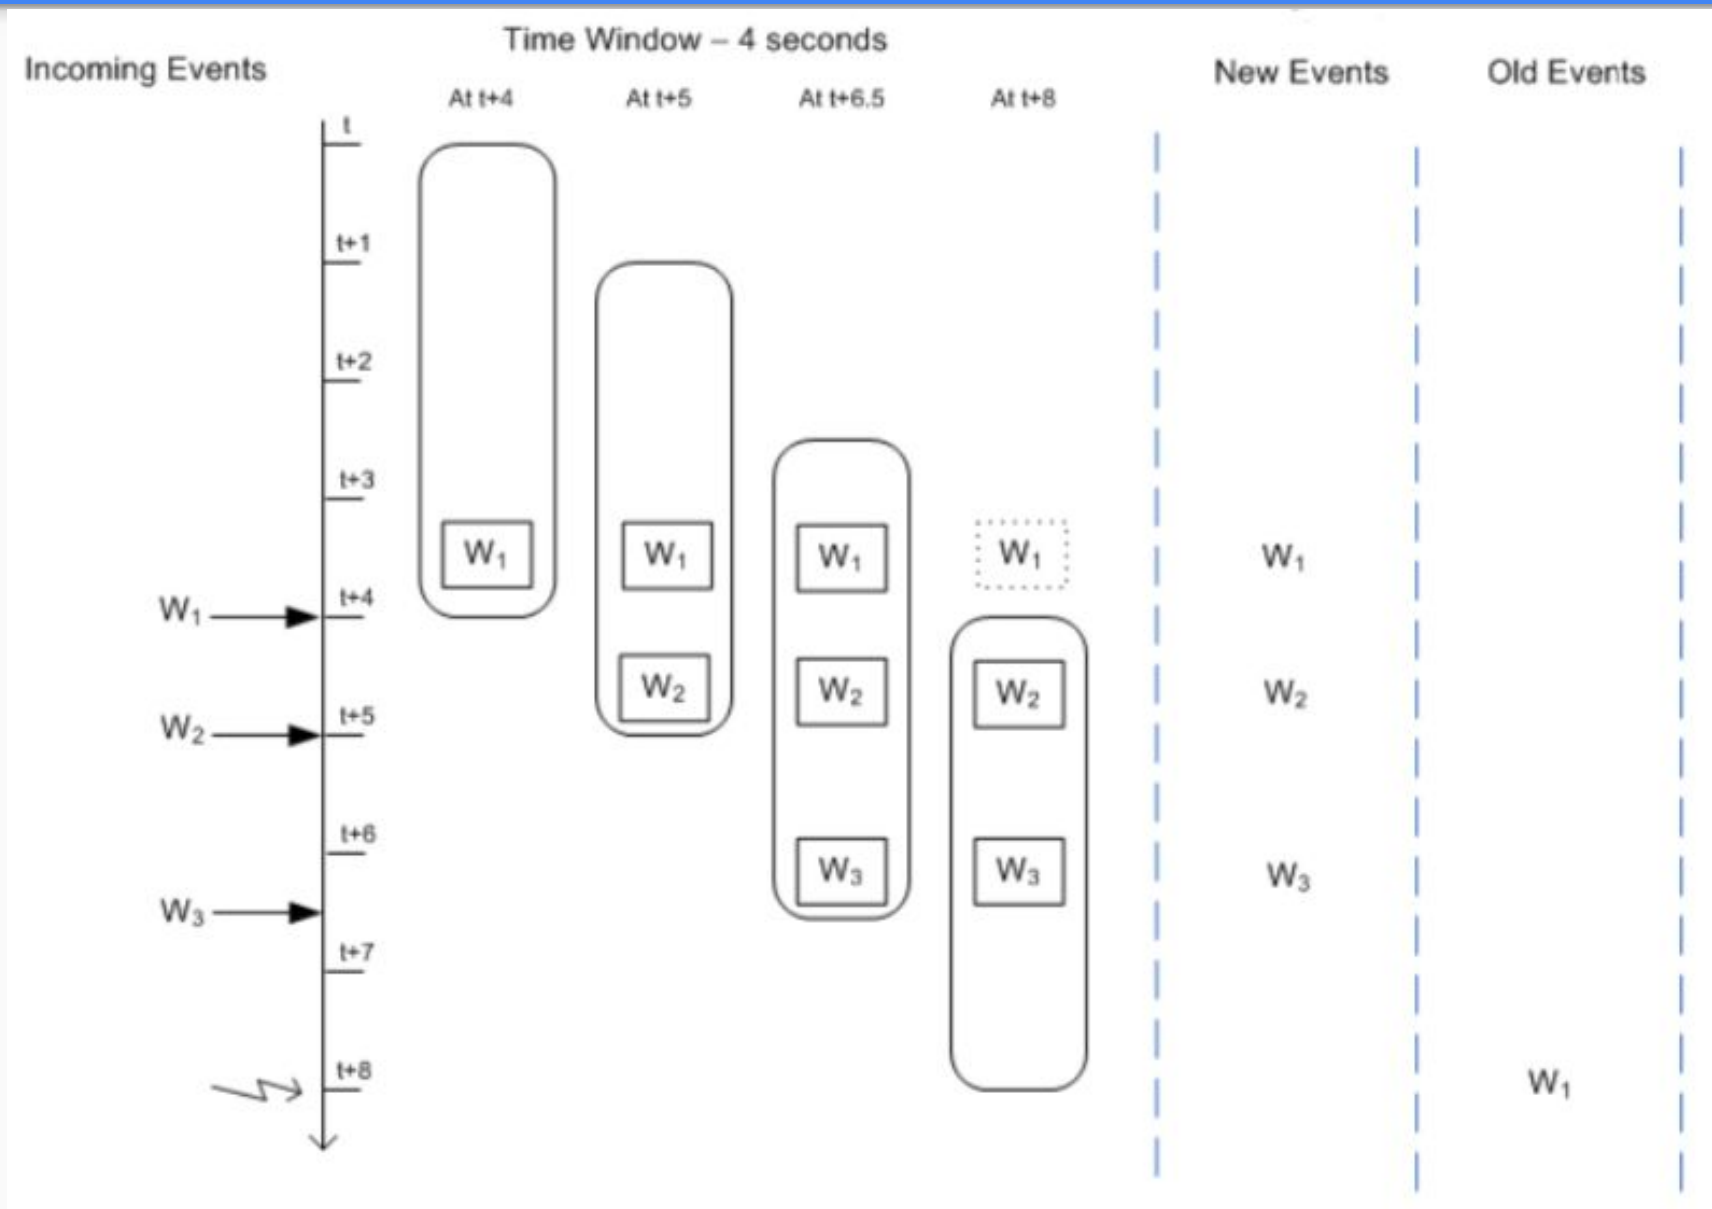 Time Window – 4 seconds
Incoming Events
New Events
Old Events
At t+4
At t+5
At t+6.5
At t+8
t
t+1
t+2
t+3
W₁
W₁
W₁
W₁
W₁
t+4
W₁
W₂
W₂
W₂
W₂
t+5
W₂
t+6
W₃
W₃
W₃
W₃
t+7
t+8
W₁